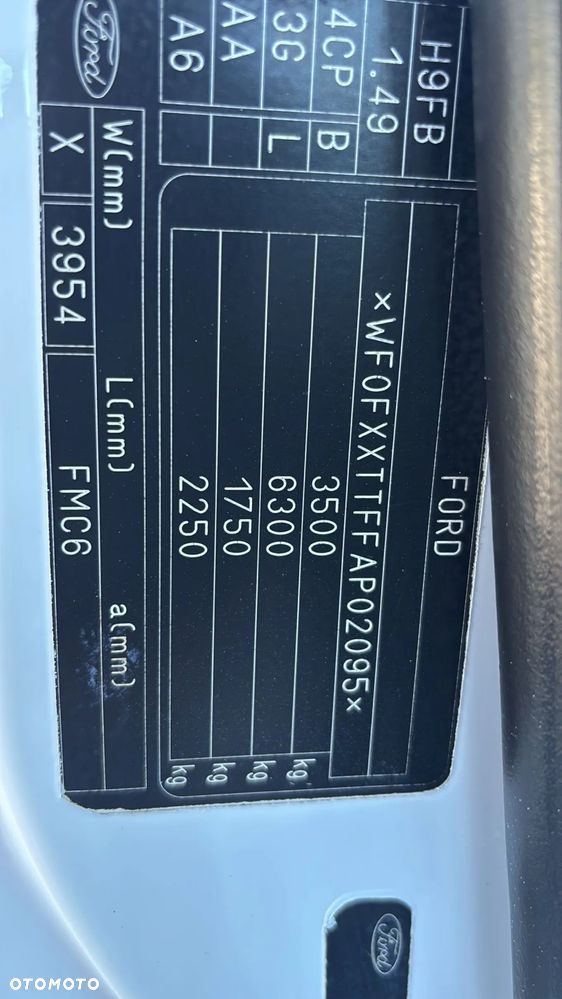 H9FB FORD
1.49 ×WF0FXXTTFFAP02095×
4CP B 3500 kg
3G L 6300 kg
AA 1750 kg
A6 2250 kg
Ford W(mm) L(mm) a(mm)
X 3954 FMC6
Ford
OTOMOTO